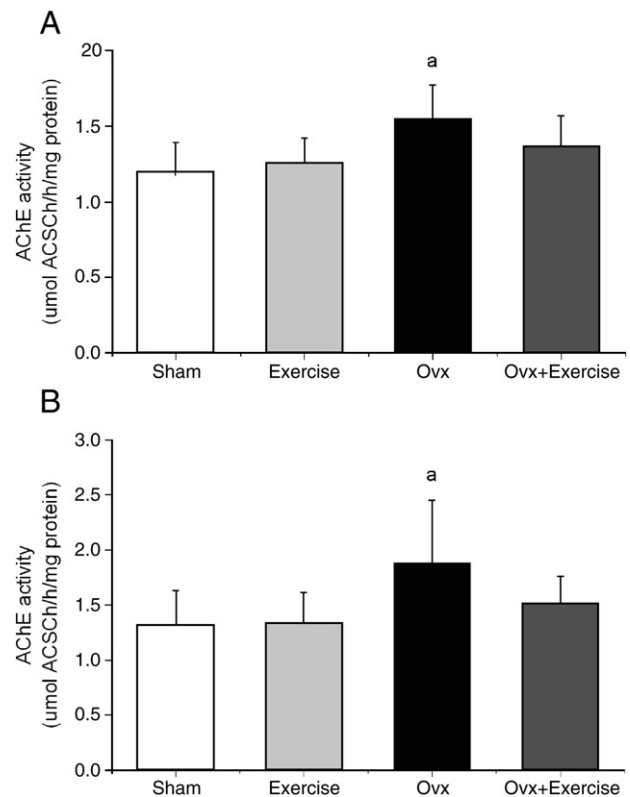 A
AChE activity
(umol ACSCh/h/mg protein)
20
1.5
1.0
0.5
0.0
a
Sham Exercise Ovx Ovx+Exercise
B
AChE activity
(umol ACSCh/h/mg protein)
3.0
2.5
2.0
1.5
1.0
0.5
0.0
a
Sham Exercise Ovx Ovx+Exercise